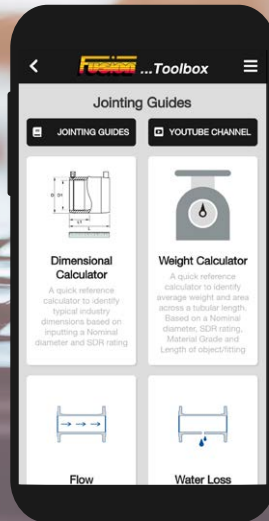 Fusion ...Toolbox
Jointing Guides
JOINTING GUIDES
YOUTUBE CHANNEL
Dimensional
Calculator
A quick reference
calculator to identify
typical industry
dimensions based on
inputting a Nominal
diameter and SDR rating
Weight Calculator
A quick reference
calculator to identify
average weight and area
across a tubular length.
Based on a Nominal
diameter, SDR rating,
Material Grade and
Length of object/fitting
Flow
Water Loss